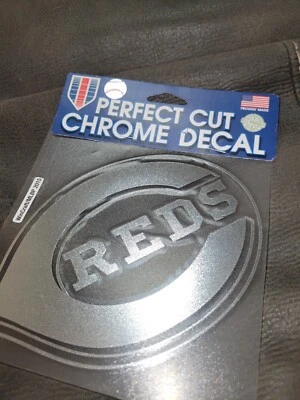 PERFECT CUT
CHROME DECAL
REDS